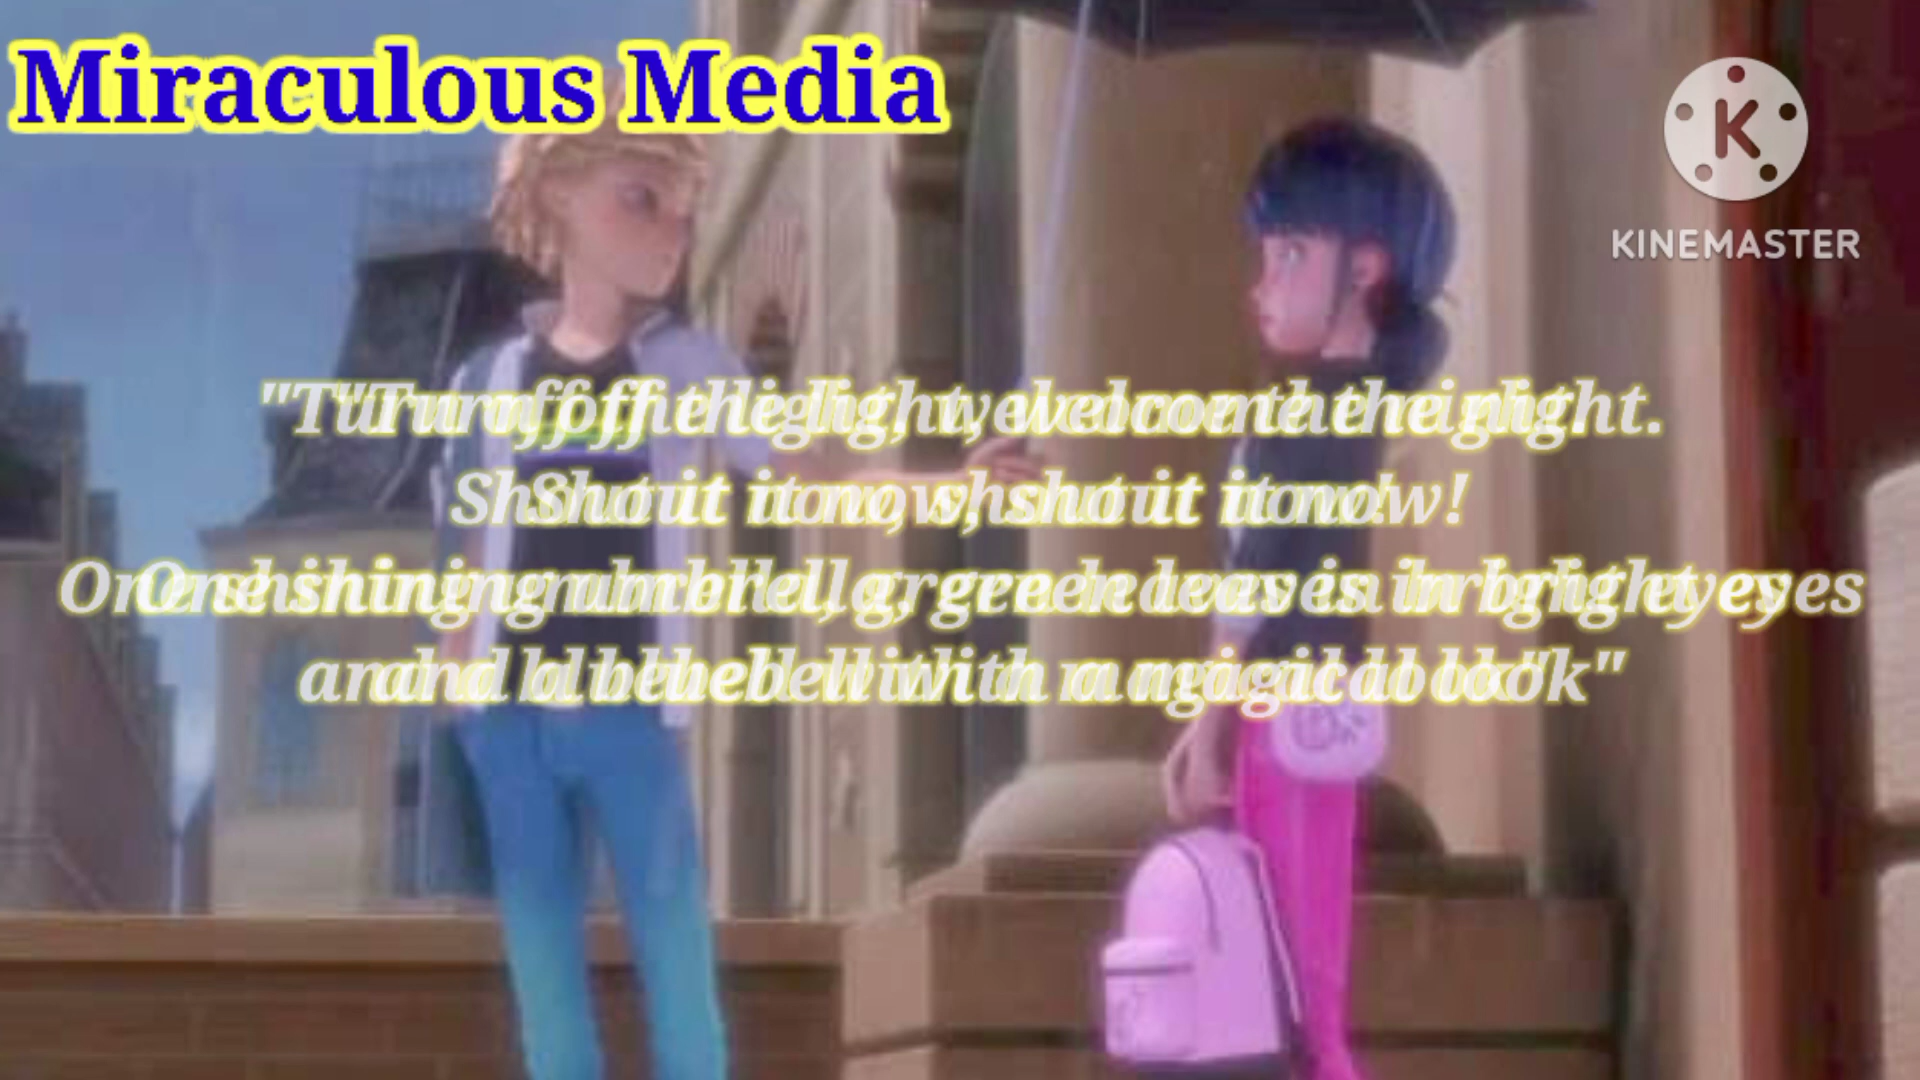 Miraculous Media
K
KINEMASTER
"Turn off the light, welcome the night.
Shout it now, shout it now!
One shining umbrella, green leaves in bright eyes
and a bluebell with a magical look"